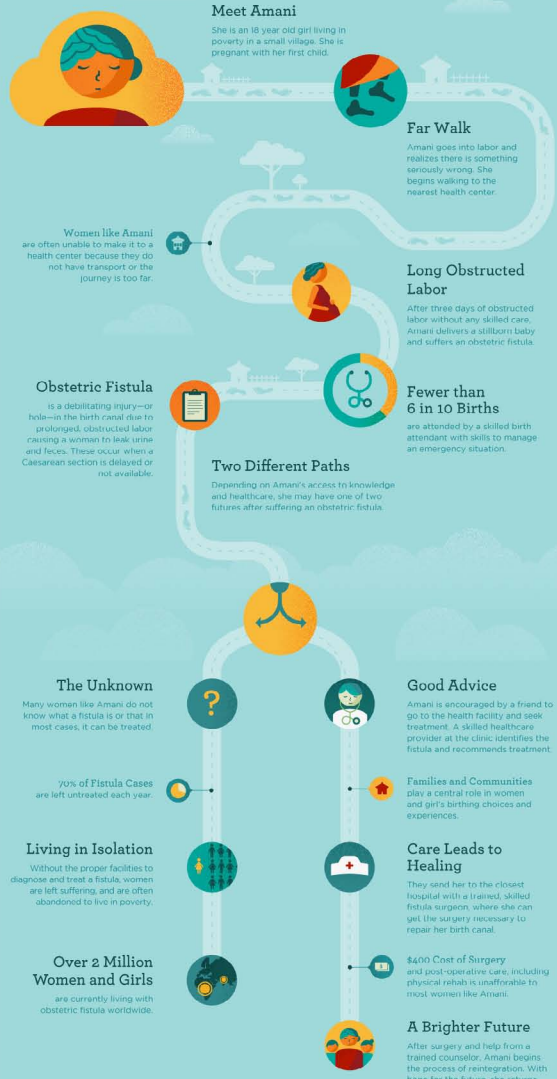 Meet Amani
She is an 18 year old girl living in
poverty in a small village. She is
pregnant with her first child.
Far Walk
Amani goes into labor and
realizes there is something
seriously wrong. She
begins walking to the
nearest health center.
Women like Amani
are often unable to make it to a
health center because they do
not have transport or the
journey is too far.
Long Obstructed
Labor
After three days of obstructed
labor without any skilled care,
Amani delivers a stillborn baby
and suffers an obstetric fistula.
Obstetric Fistula
is a debilitating injury—or
hole—in the birth canal due to
prolonged, obstructed labor
causing a woman to leak urine
and feces. These occur when a
Caesarean section is delayed or
not available.
Fewer than
6 in 10 Births
are attended by a skilled birth
attendant with skills to manage
an emergency situation.
Two Different Paths
Depending on Amani's access to knowledge
and healthcare, she may have one of two
futures after suffering an obstetric fistula.
The Unknown
Many women like Amani do not
know what a fistula is or that in
most cases, it can be treated.
70% of Fistula Cases
are left untreated each year.
Living in Isolation
Without the proper facilities to
diagnose and treat a fistula, women
are left suffering, and are often
abandoned to live in poverty.
Over 2 Million
Women and Girls
are currently living with
obstetric fistula worldwide.
Good Advice
Amani is encouraged by a friend to
go to the health facility and seek
treatment. A skilled healthcare
provider at the clinic identifies the
fistula and recommends treatment.
Families and Communities
play a central role in women
and girl's birthing choices and
experiences.
Care Leads to
Healing
They send her to the closest
hospital with a trained, skilled
fistula surgeon, where she can
get the surgery necessary to
repair her birth canal.
$400 Cost of Surgery
and post-operative care, including
physical rehab is unafforable to
most women like Amani.
A Brighter Future
After surgery and help from a
trained counselor, Amani begins
the process of reintegration. With
hope for the future, she returns